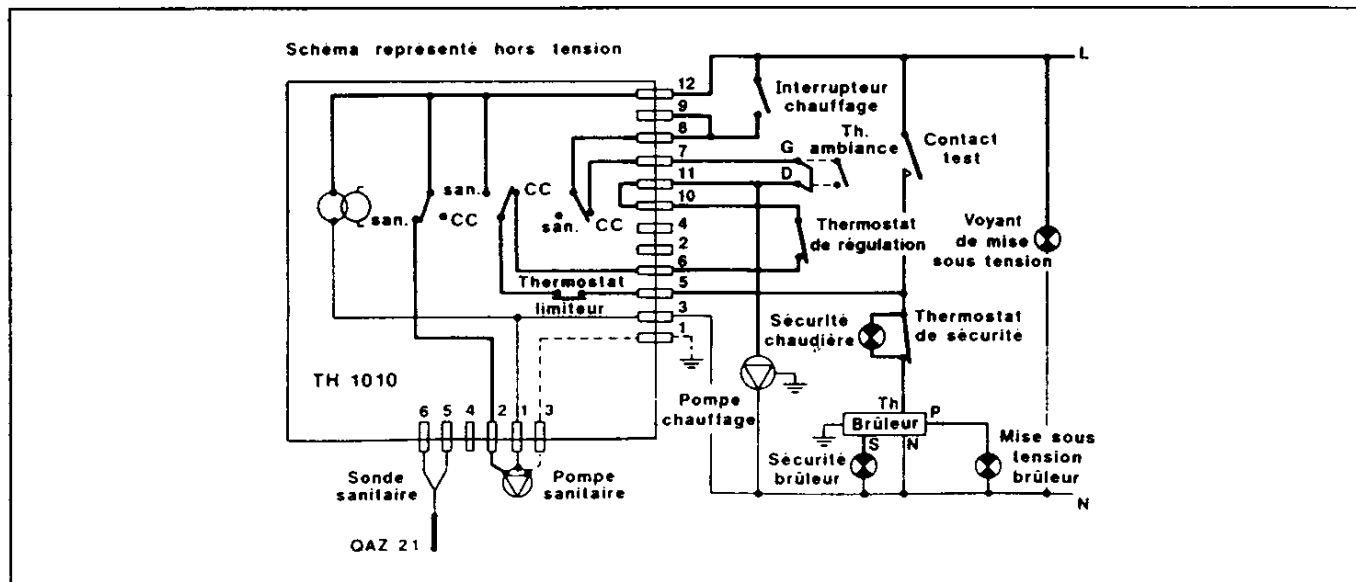 Schéma représenté hors tension
L
12
9
8
7
11
10
4
2
6
5
3
1
Interrupteur
chauffage
Th.
ambiance
G
D
Contact
test
san.
CC
san.
CC
san.
CC
Thermostat
de régulation
Voyant
de mise
sous tension
Thermostat
limiteur
Sécurité
chaudière
Thermostat
de sécurité
TH 1010
Pompe
chauffage
Th
P
Brûleur
S
N
Sécurité
brûleur
Mise sous
tension
brûleur
N
6
5
4
2
1
3
Sonde
sanitaire
Pompe
sanitaire
QAZ 21